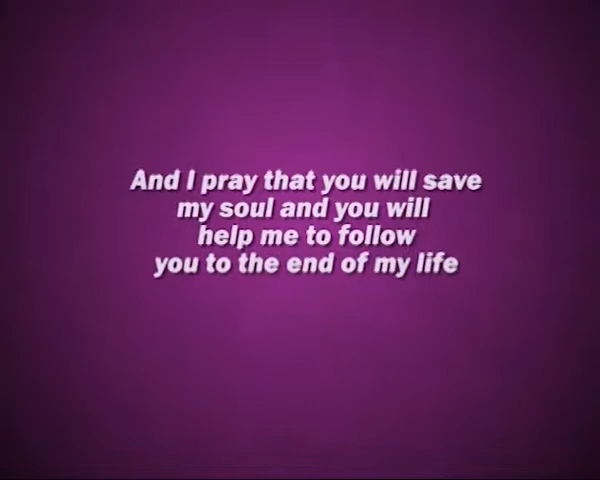 And I pray that you will save
my soul and you will
help me to follow
you to the end of my life